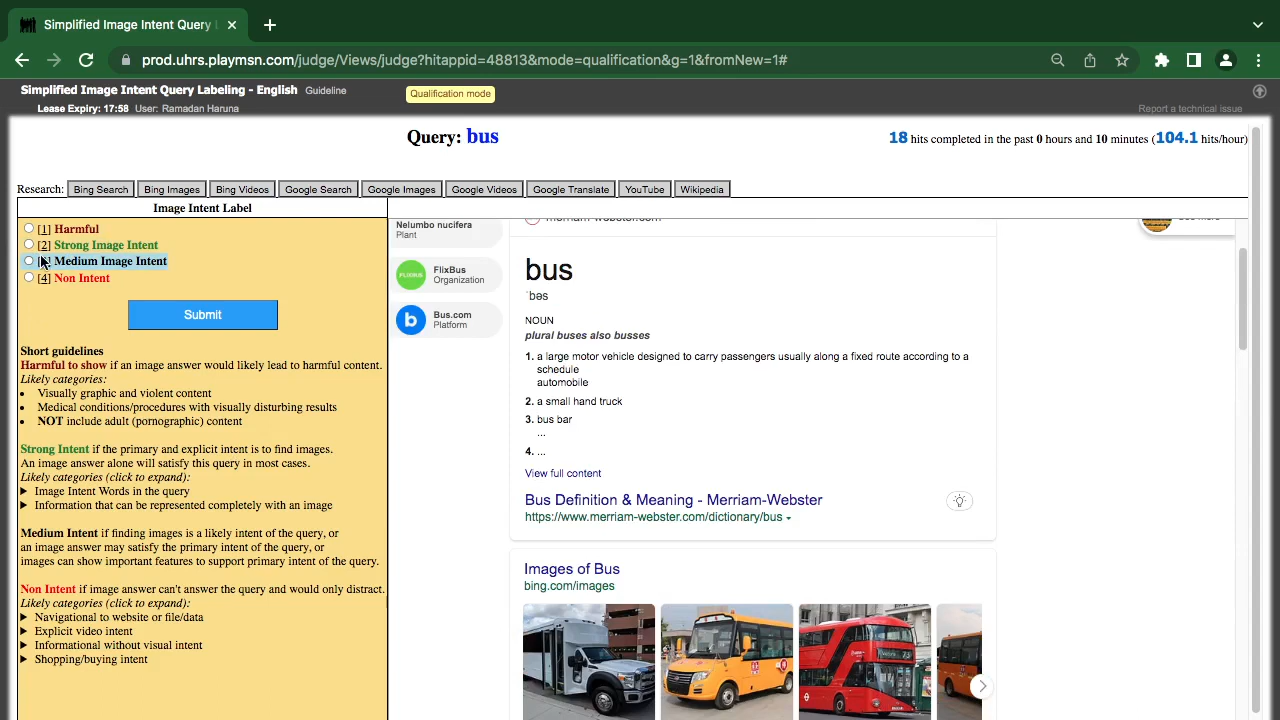 Simplified Image Intent Query L
prod.uhrs.playmsn.com/judge/Views/judge?hitappid=48813&mode=qualification&g=1&fromNew=1#
Simplified Image Intent Query Labeling - English Guideline
Qualification mode
Lease Expiry: 17:58 User: Ramadan Haruna
Report a technical issue
Query: bus
18 hits completed in the past 0 hours and 10 minutes (104.1 hits/hour)
Research: Bing Search Bing Images Bing Videos Google Search Google Images Google Videos Google Translate YouTube Wikipedia
Image Intent Label
[1] Harmful
[2] Strong Image Intent
Medium Image Intent
[4] Non Intent
Submit
Short guidelines
Harmful to show if an image answer would likely lead to harmful content.
Likely categories:
• Visually graphic and violent content
• Medical conditions/procedures with visually disturbing results
• NOT include adult (pornographic) content
Strong Intent if the primary and explicit intent is to find images.
An image answer alone will satisfy this query in most cases.
Likely categories (click to expand):
Image Intent Words in the query
Information that can be represented completely with an image
Medium Intent if finding images is a likely intent of the query, or
an image answer may satisfy the primary intent of the query, or
images can show important features to support primary intent of the query.
Non Intent if image answer can't answer the query and would only distract.
Likely categories (click to expand):
Navigational to website or file/data
Explicit video intent
Informational without visual intent
Shopping/buying intent
Nelumbo nucifera
Plant
FLIXBUS
FlixBus
Organization
b
Bus.com
Platform
merriam-webster.com
bus
ˈbəs
NOUN
plural buses also busses
1. a large motor vehicle designed to carry passengers usually along a fixed route according to a
schedule
automobile
2. a small hand truck
3. bus bar
...
4. ...
View full content
Bus Definition & Meaning - Merriam-Webster
https://www.merriam-webster.com/dictionary/bus
Images of Bus
bing.com/images
See more